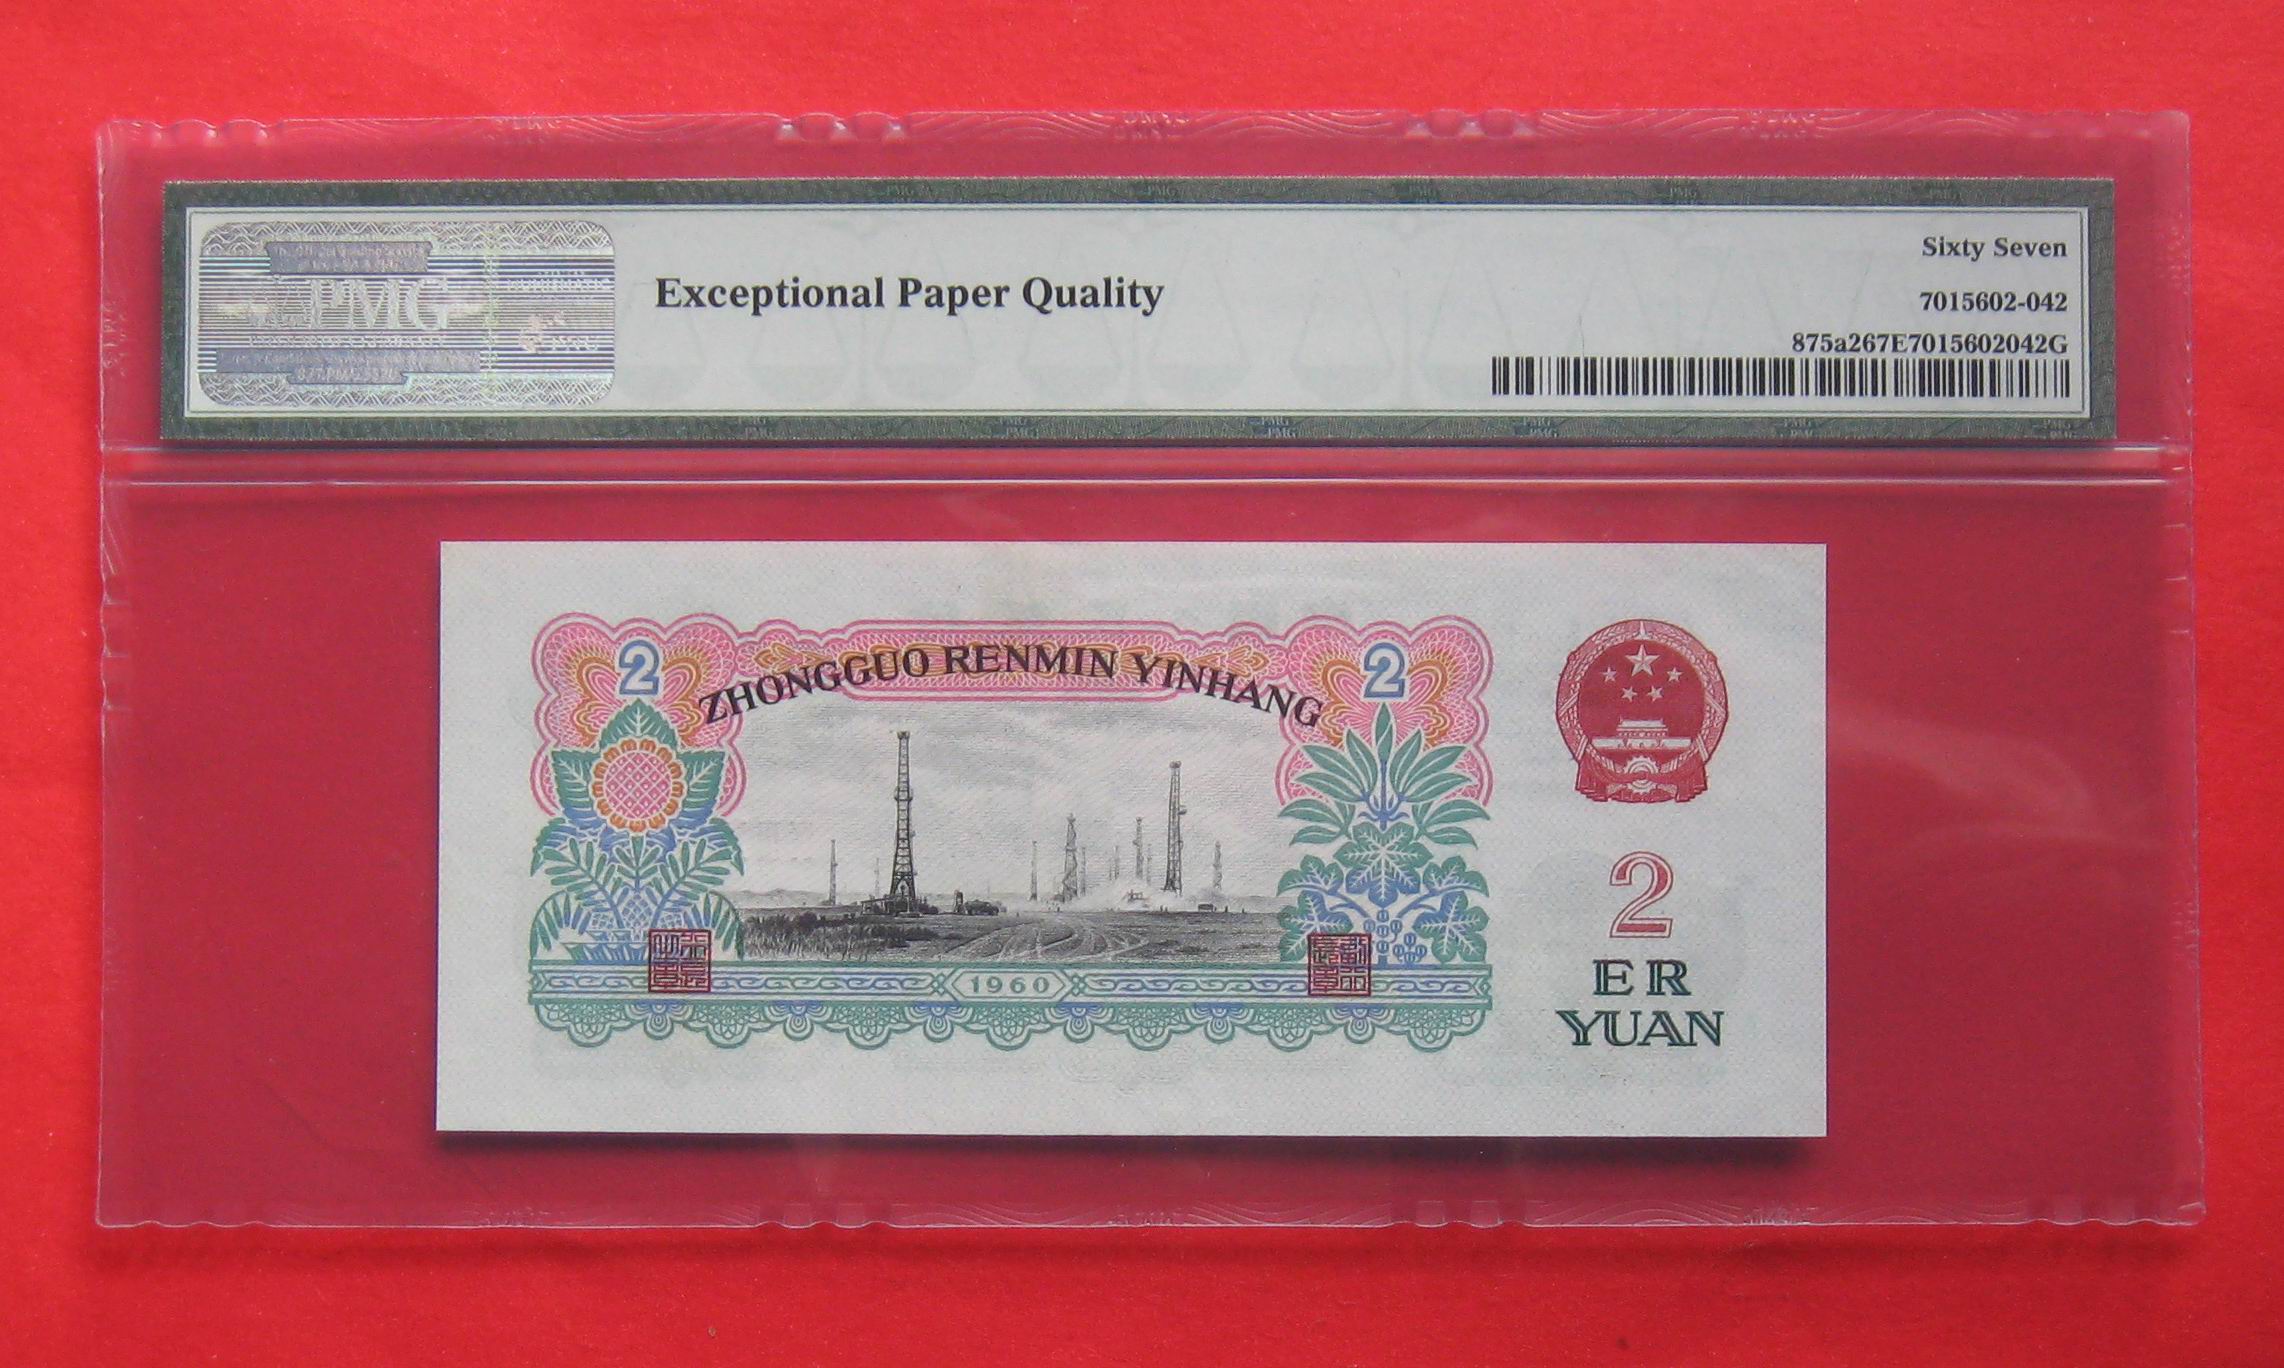 PMG
Exceptional Paper Quality
Sixty Seven
7015602-042
875a267E7015602042G
2
2
ZHONGGUO RENMIN YINHANG
1960
2
ER
YUAN